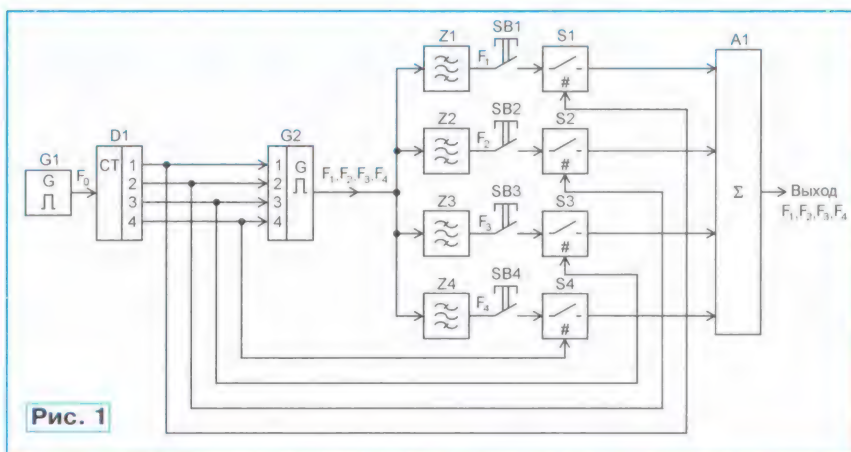 Z1
SB1
S1
A1
F₁
#
Z2
SB2
S2
D1
G2
F₂
#
G1
CT
1
2
3
4
1
2
3
4
G
F₁, F₂, F₃, F₄
G
F₀
Z3
SB3
S3
Σ
Выход
F₁, F₂, F₃, F₄
F₃
#
Z4
SB4
S4
F₄
#
Рис. 1